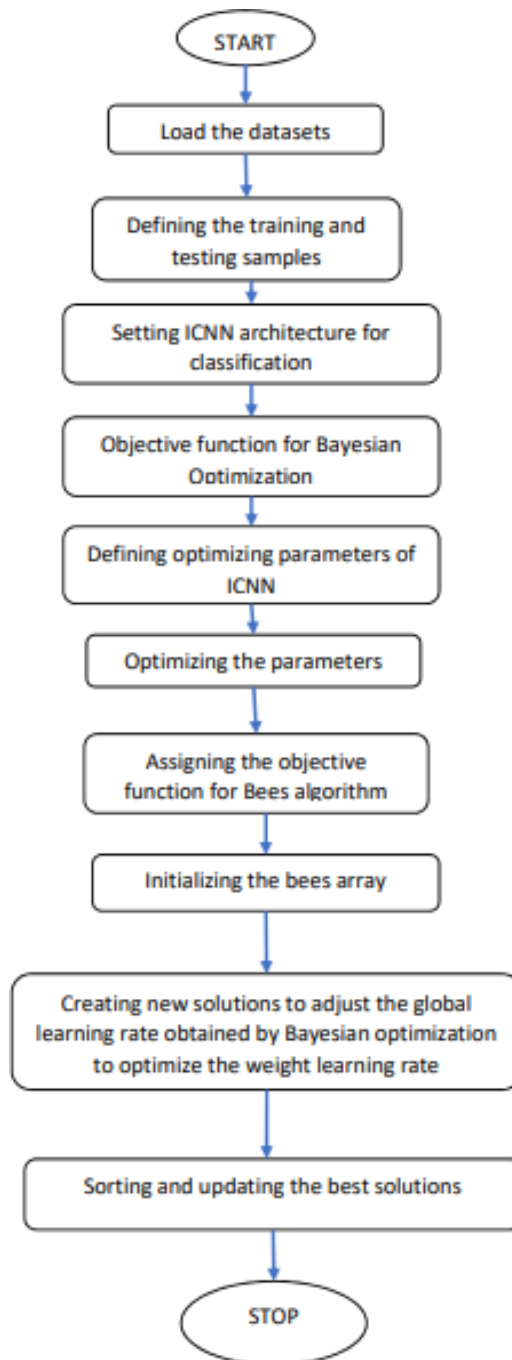 START
Load the datasets
Defining the training and
testing samples
Setting ICNN architecture for
classification
Objective function for Bayesian
Optimization
Defining optimizing parameters of
ICNN
Optimizing the parameters
Assigning the objective
function for Bees algorithm
Initializing the bees array
Creating new solutions to adjust the global
learning rate obtained by Bayesian optimization
to optimize the weight learning rate
Sorting and updating the best solutions
STOP